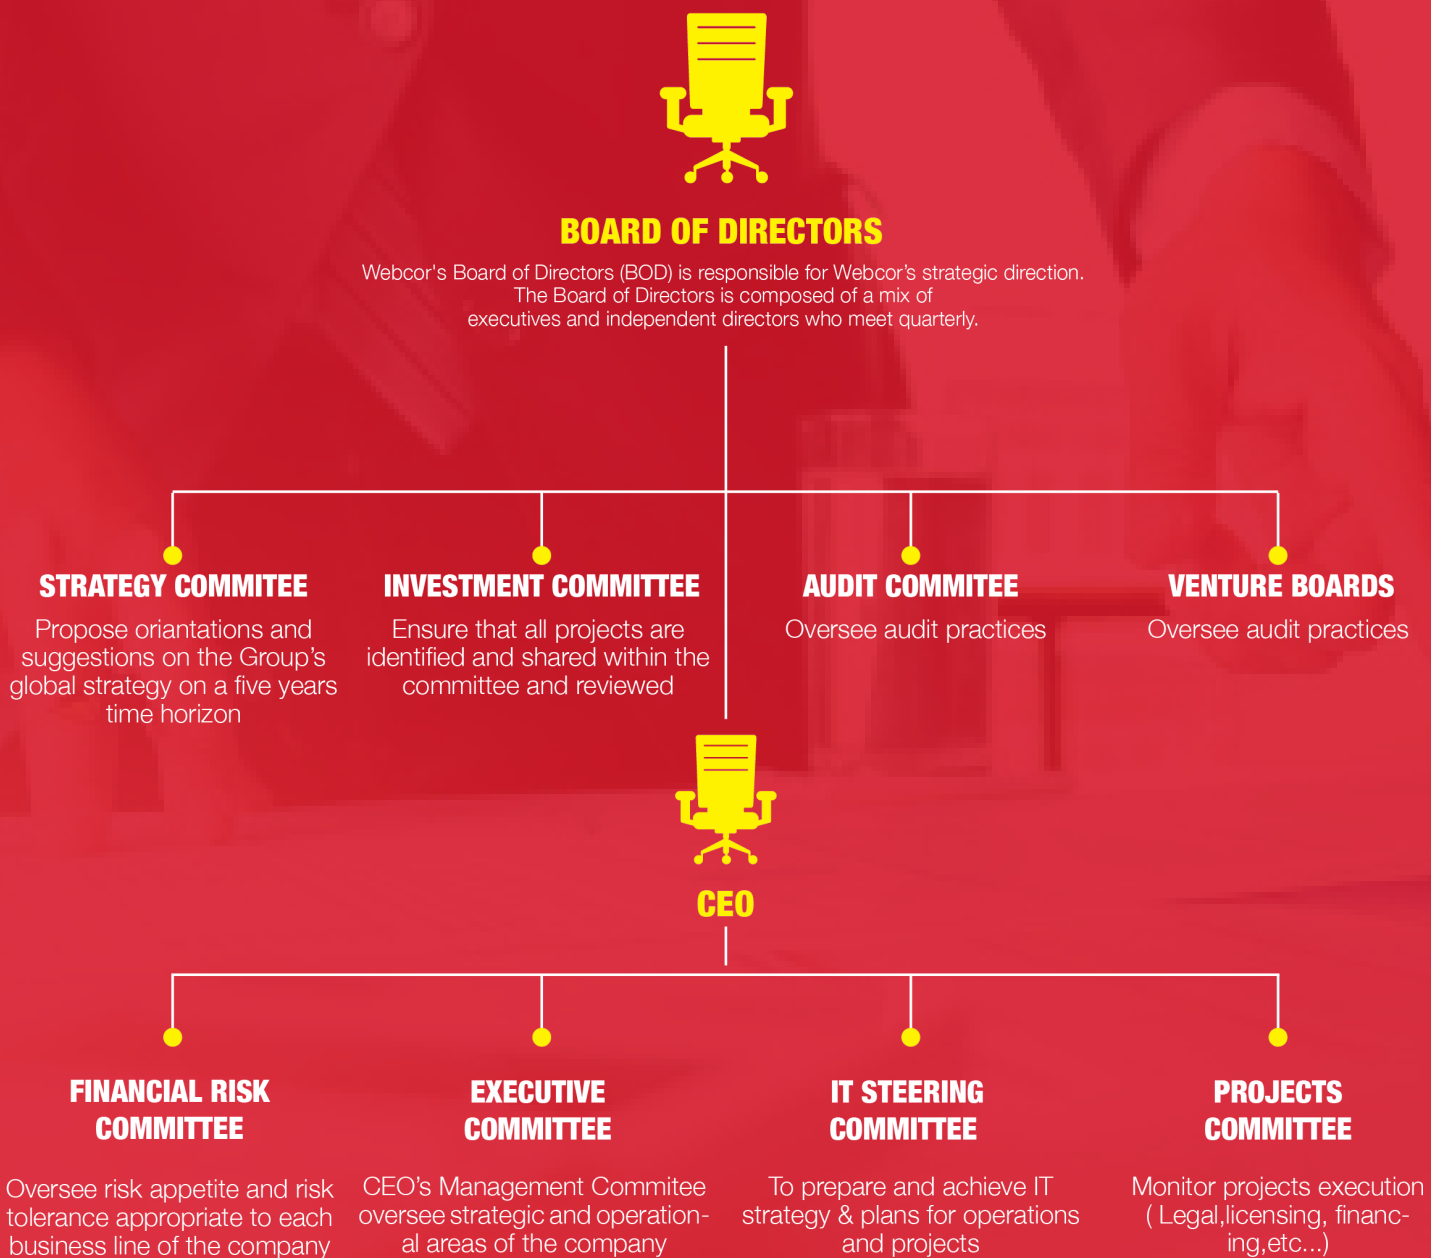 BOARD OF DIRECTORS
Webcor's Board of Directors (BOD) is responsible for Webcor’s strategic direction.
The Board of Directors is composed of a mix of
executives and independent directors who meet quarterly.
STRATEGY COMMITEE
Propose oriantations and
suggestions on the Group’s
global strategy on a five years
time horizon
INVESTMENT COMMITTEE
Ensure that all projects are
identified and shared within the
committee and reviewed
AUDIT COMMITEE
Oversee audit practices
VENTURE BOARDS
Oversee audit practices
CEO
FINANCIAL RISK
COMMITTEE
Oversee risk appetite and risk
tolerance appropriate to each
business line of the company
EXECUTIVE
COMMITTEE
CEO’s Management Commitee
oversee strategic and operation-
al areas of the company
IT STEERING
COMMITTEE
To prepare and achieve IT
strategy & plans for operations
and projects
PROJECTS
COMMITTEE
Monitor projects execution
( Legal,licensing, financ-
ing,etc...)